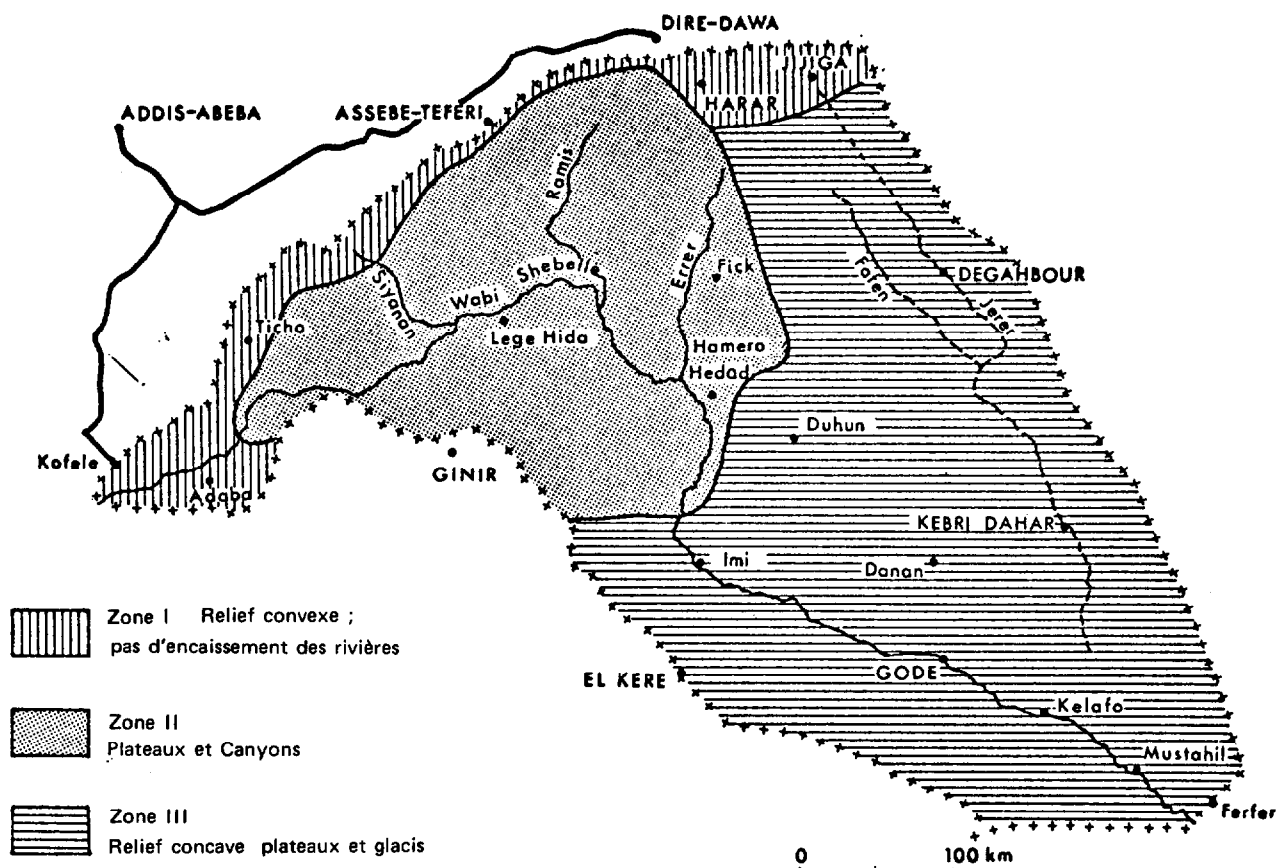 DIRE-DAWA
JIJIGA
HARAR
ADDIS-ABEBA
ASSEBE-TEFERI
Ramis
Errer
Fick
Siyanan
Wabi Shebelle
Fafen
DEGAHBOUR
Jerer
Ticho
Lege Hida
Hamero
Hedad
Duhun
Kofele
Adaba
GINIR
KEBRI DAHAR
Imi
Danan
Zone I Relief convexe ;
pas d'encaissement des rivières
EL KERE
GODE
Kelafo
Zone II
Plateaux et Canyons
Mustahil
Ferfer
Zone III
Relief concave plateaux et glacis
0 100 km